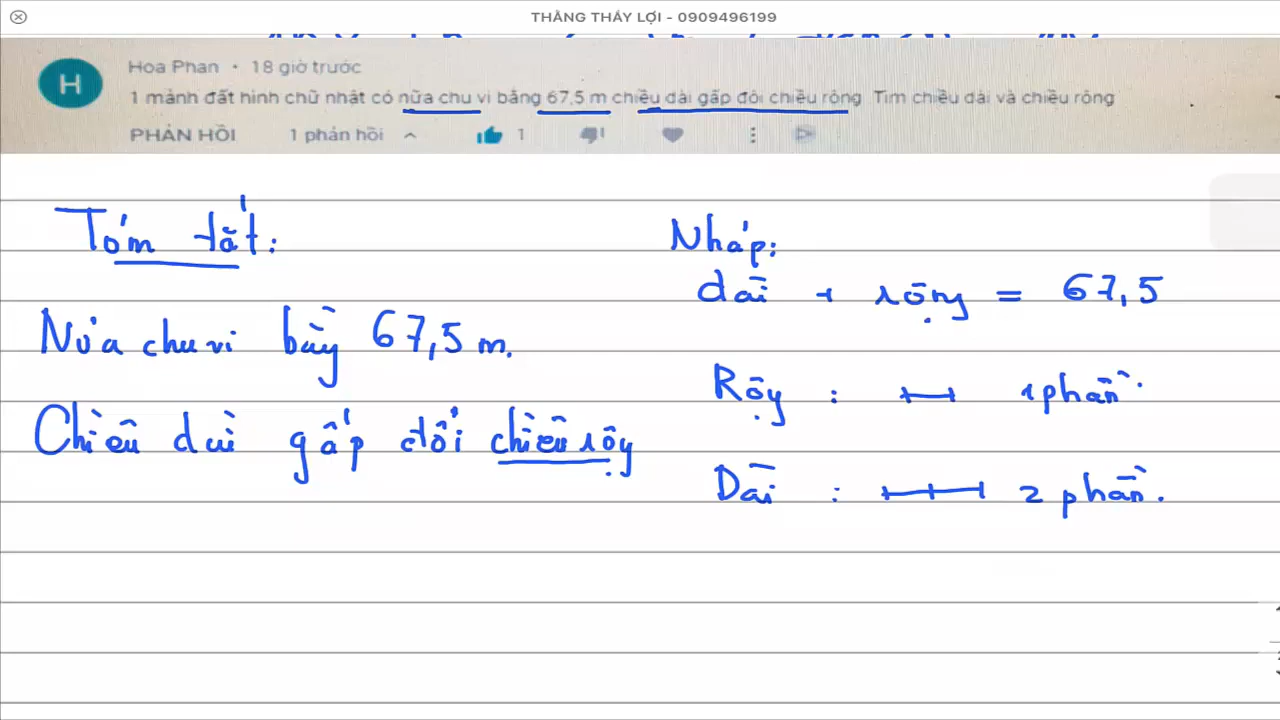 THẦNG THẦY LỢI - 0909496199
H
Hoa Phan • 18 giờ trước
1 mảnh đất hình chữ nhật có nữa chu vi bằng 67,5 m chiều dài gấp đôi chiều rộng Tìm chiều dài và chiều rộng
PHẢN HỒI 1 phản hồi 1
Tóm tắt:
Nửa chu vi bằng 67,5 m.
Chiều dài gấp đôi chiều rộng
Nháp:
dài + rộng = 67,5
Rộng : 1 phần.
Dài : 2 phần.